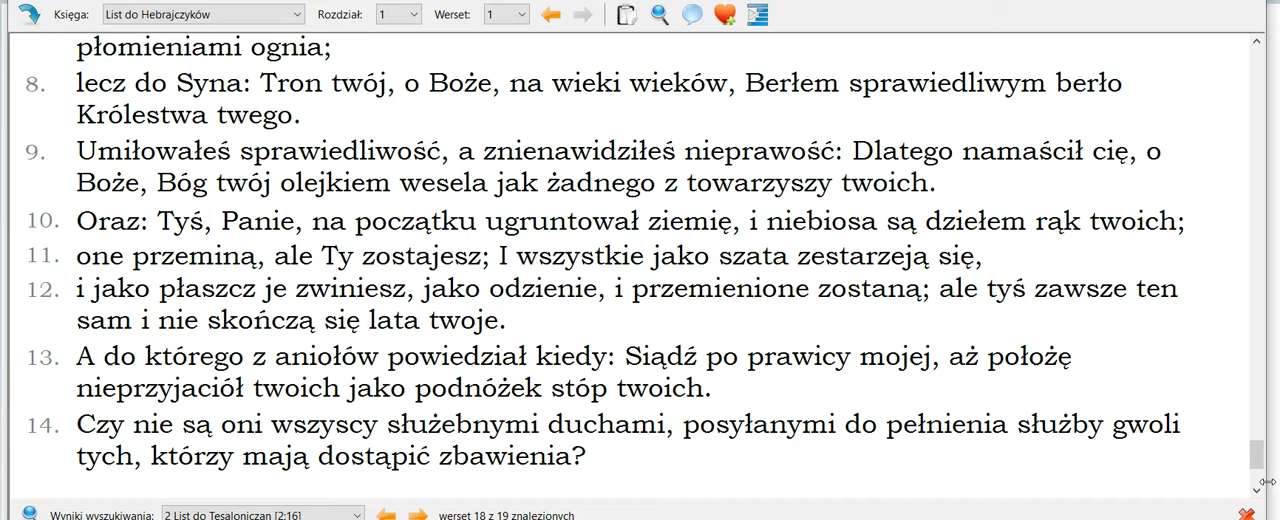 Księga: List do Hebrajczyków Rozdział: 1 Werset: 1
płomieniami ognia;
8. lecz do Syna: Tron twój, o Boże, na wieki wieków, Berłem sprawiedliwym berło
Królestwa twego.
9. Umiłowałeś sprawiedliwość, a znienawidziłeś nieprawość: Dlatego namaścił cię, o
Boże, Bóg twój olejkiem wesela jak żadnego z towarzyszy twoich.
10. Oraz: Tyś, Panie, na początku ugruntował ziemię, i niebiosa są dziełem rąk twoich;
11. one przeminą, ale Ty zostajesz; I wszystkie jako szata zestarzeją się,
12. i jako płaszcz je zwiniesz, jako odzienie, i przemienione zostaną; ale tyś zawsze ten
sam i nie skończą się lata twoje.
13. A do którego z aniołów powiedział kiedy: Siądź po prawicy mojej, aż położę
nieprzyjaciół twoich jako podnóżek stóp twoich.
14. Czy nie są oni wszyscy służebnymi duchami, posyłanymi do pełnienia służby gwoli
tych, którzy mają dostąpić zbawienia?
Wyniki wyszukiwania: 2 List do Tesaloniczan [2:16] werset 18 z 19 znalezionych